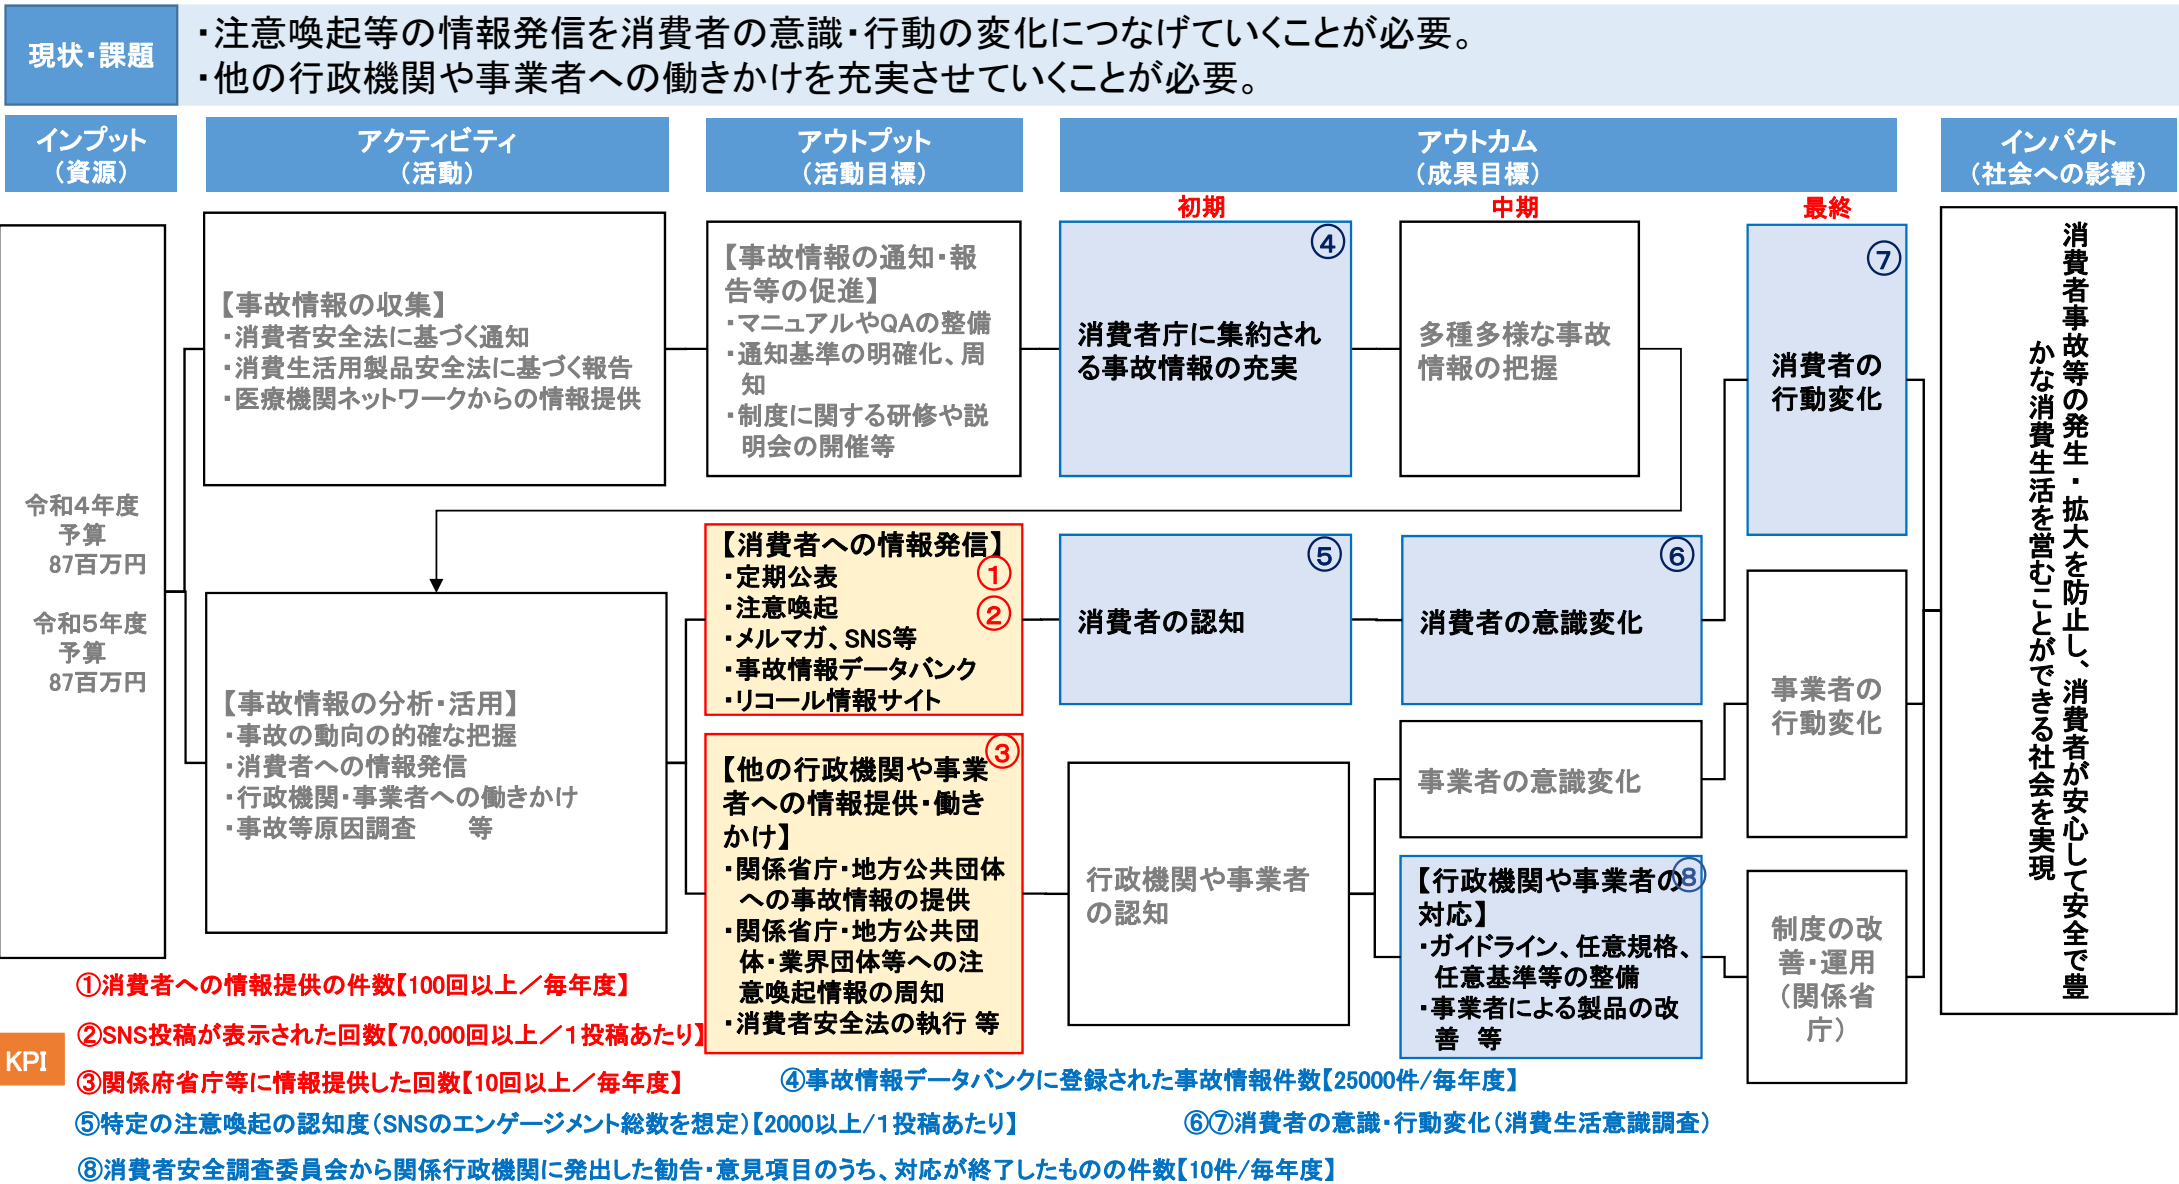 現状・課題
・注意喚起等の情報発信を消費者の意識・行動の変化につなげていくことが必要。
・他の行政機関や事業者への働きかけを充実させていくことが必要。
インプット
（資源）
アクティビティ
（活動）
アウトプット
（活動目標）
アウトカム
（成果目標）
インパクト
（社会への影響）
初期
中期
最終
令和４年度
予算
87百万円
令和５年度
予算
87百万円
【事故情報の収集】
・消費者安全法に基づく通知
・消費生活用製品安全法に基づく報告
・医療機関ネットワークからの情報提供
【事故情報の通知・報
告等の促進】
・マニュアルやQAの整備
・通知基準の明確化、周
知
・制度に関する研修や説
明会の開催等
④
消費者庁に集約され
る事故情報の充実
多種多様な事故
情報の把握
⑦
消費者の
行動変化
【事故情報の分析・活用】
・事故の動向の的確な把握
・消費者への情報発信
・行政機関・事業者への働きかけ
・事故等原因調査　　等
【消費者への情報発信】
・定期公表
①
・注意喚起
②
・メルマガ、SNS等
・事故情報データバンク
・リコール情報サイト
⑤
消費者の認知
⑥
消費者の意識変化
③
【他の行政機関や事業
者への情報提供・働き
かけ】
・関係省庁・地方公共団体
への事故情報の提供
・関係省庁・地方公共団
体・業界団体等への注
意喚起情報の周知
・消費者安全法の執行 等
行政機関や事業者
の認知
事業者の意識変化
事業者の
行動変化
⑧
【行政機関や事業者の
対応】
・ガイドライン、任意規格、
任意基準等の整備
・事業者による製品の改
善　等
制度の改
善・運用
（関係省
庁）
消費者事故等の発生・拡大を防止し、消費者が安心して安全で豊
かな消費生活を営むことができる社会を実現
KPI
①消費者への情報提供の件数【100回以上／毎年度】
②SNS投稿が表示された回数【70,000回以上／１投稿あたり】
③関係府省庁等に情報提供した回数【10回以上／毎年度】
④事故情報データバンクに登録された事故情報件数【25000件/毎年度】
⑤特定の注意喚起の認知度（SNSのエンゲージメント総数を想定）【2000以上/１投稿あたり】
⑥⑦消費者の意識・行動変化（消費生活意識調査）
⑧消費者安全調査委員会から関係行政機関に発出した勧告・意見項目のうち、対応が終了したものの件数【10件/毎年度】